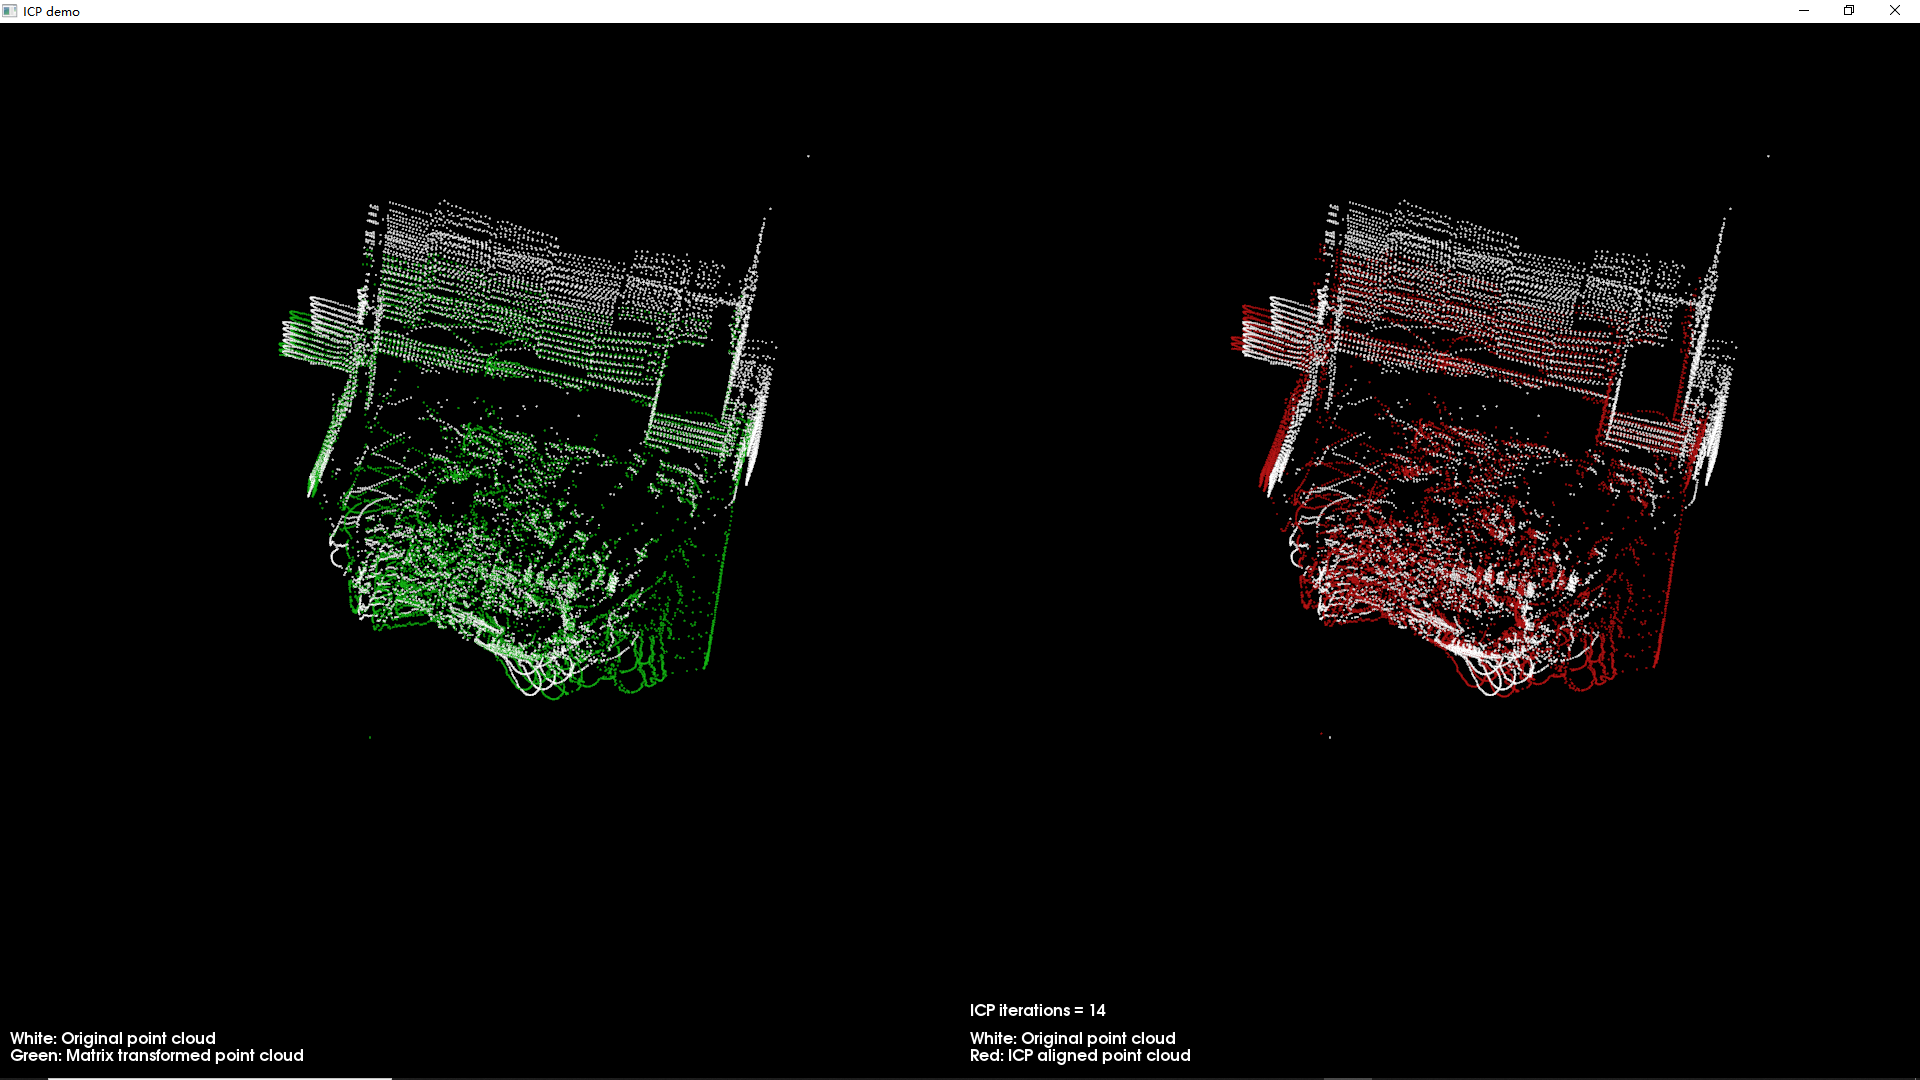 ICP demo
White: Original point cloud
Green: Matrix transformed point cloud
ICP iterations = 14
White: Original point cloud
Red: ICP aligned point cloud